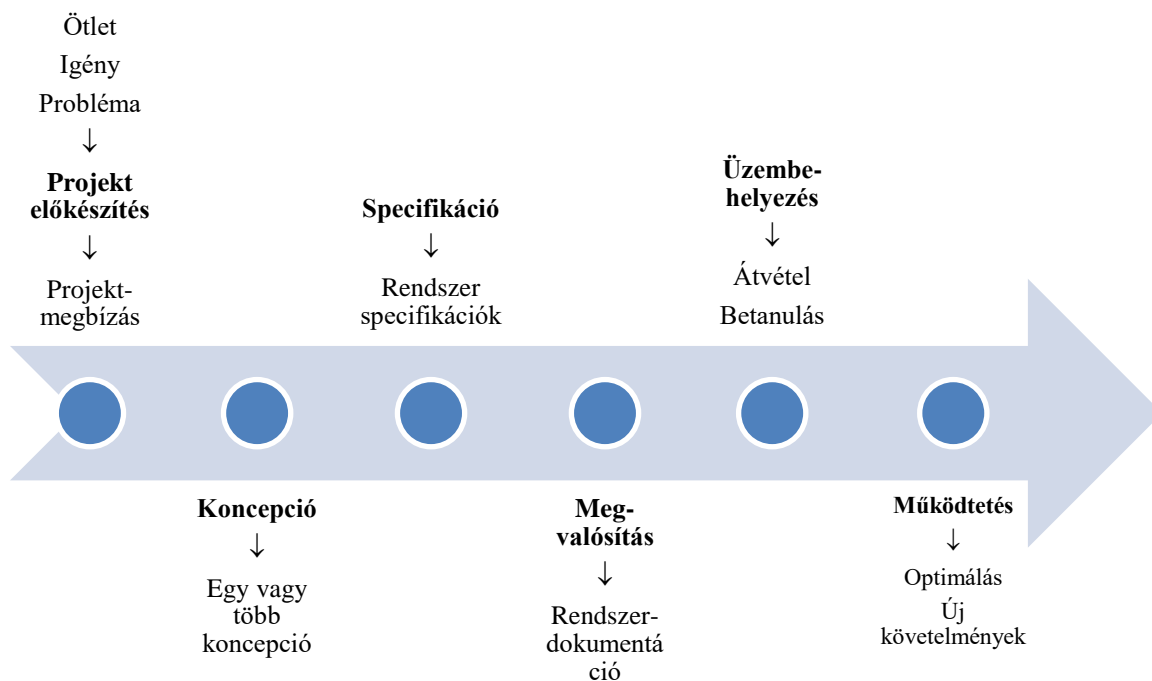 Ötlet
Igény
Probléma
↓
Projekt
előkészítés
↓
Projekt-
megbízás
Koncepció
↓
Egy vagy
több
koncepció
Specifikáció
↓
Rendszer
specifikációk
Meg-
valósítás
↓
Rendszer-
dokumentá
ció
Üzembe-
helyezés
↓
Átvétel
Betanulás
Működtetés
↓
Optimálás
Új
követelmények